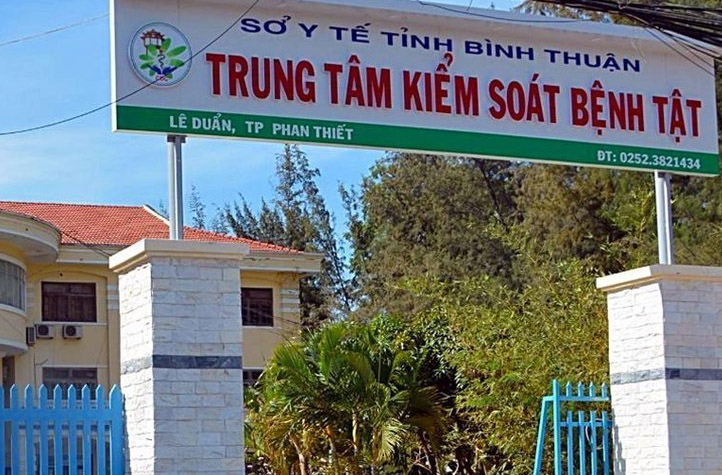 SỞ Y TẾ TỈNH BÌNH THUẬN
TRUNG TÂM KIỂM SOÁT BỆNH TẬT
LÊ DUẨN, TP PHAN THIẾT
ĐT: 0252.3821434
CDC